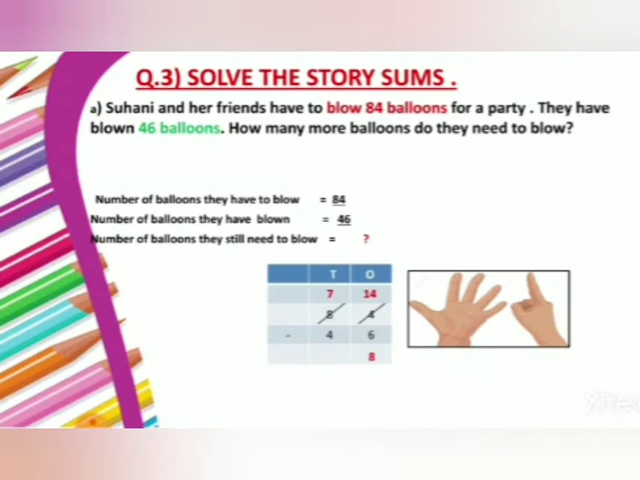 Q.3) SOLVE THE STORY SUMS .
a) Suhani and her friends have to blow 84 balloons for a party . They have
blown 46 balloons. How many more balloons do they need to blow?
Number of balloons they have to blow = 84
Number of balloons they have blown = 46
Number of balloons they still need to blow = ?
T O
7 14
8 4
- 4 6
8